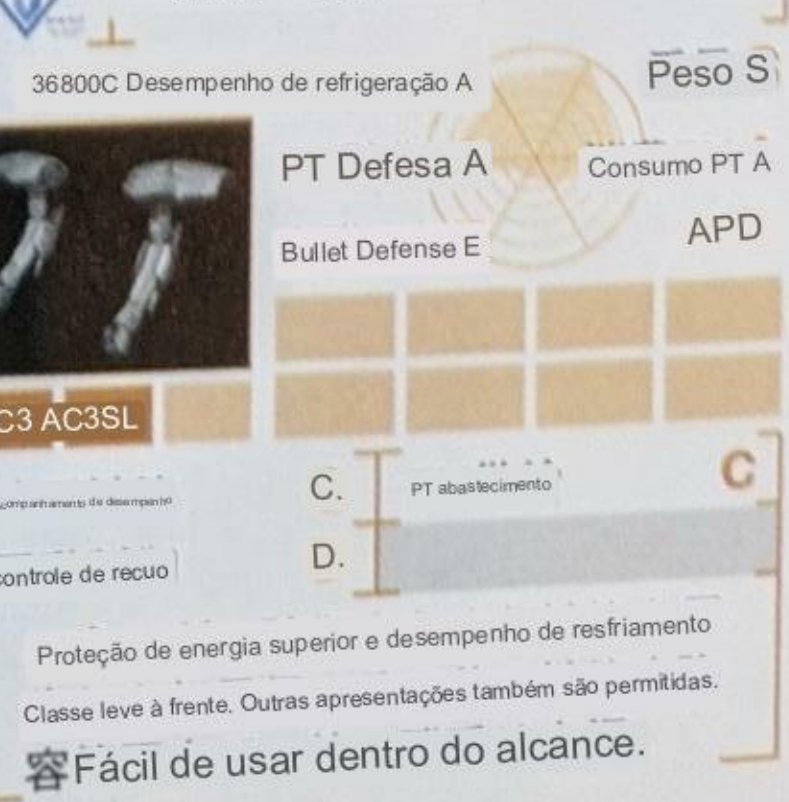 36800C Desempenho de refrigeração A
Peso S
PT Defesa A
Consumo PT A
Bullet Defense E
APD
C3 AC3SL
C.
PT abastecimento
C
D.
controle de recuo
Proteção de energia superior e desempenho de resfriamento
Classe leve à frente. Outras apresentações também são permitidas.
容Fácil de usar dentro do alcance.